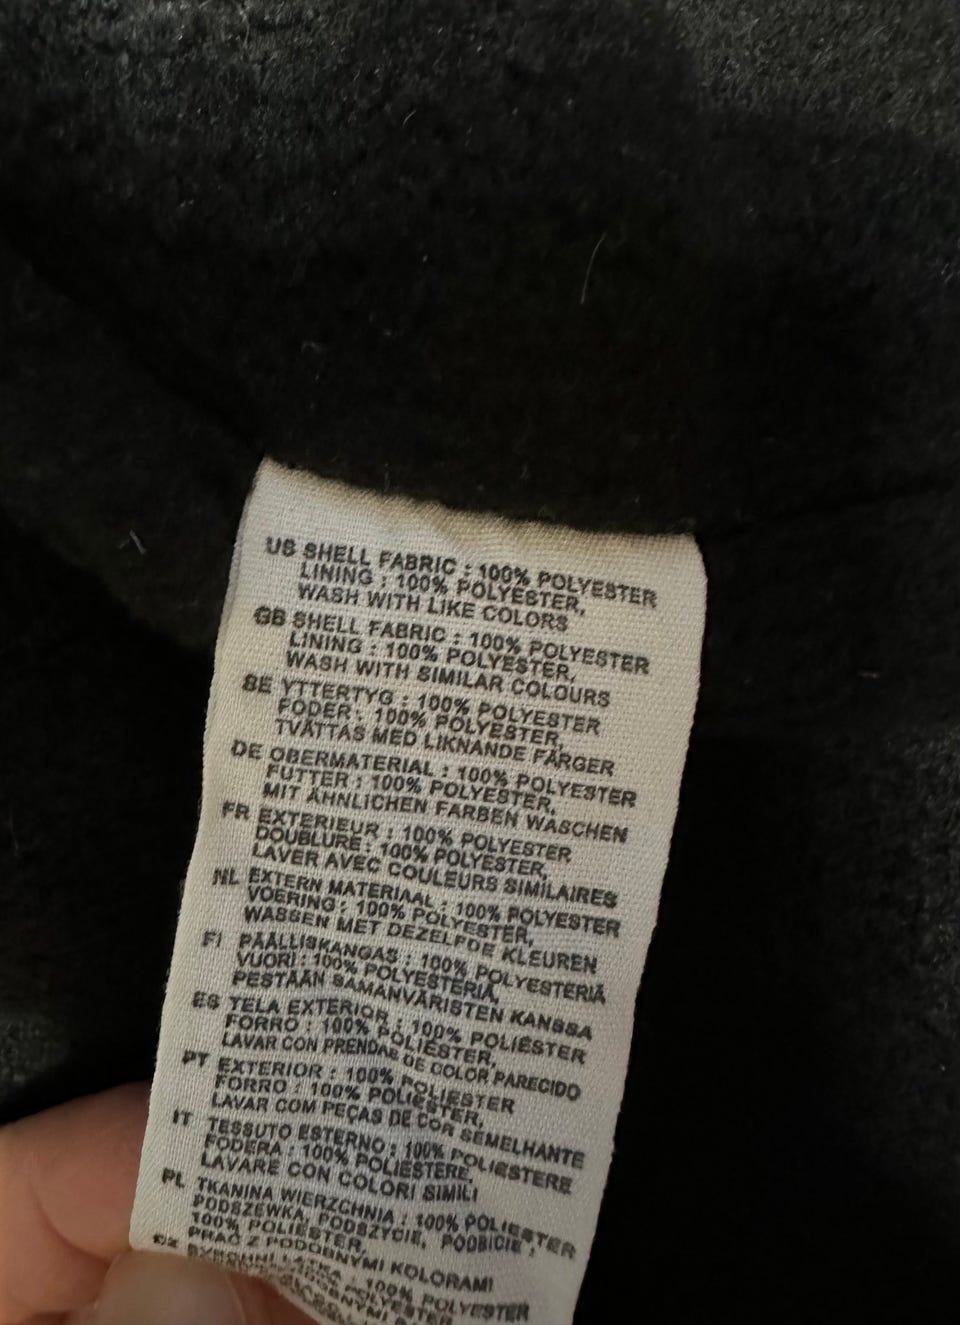 US SHELL FABRIC : 100% POLYESTER
LINING : 100% POLYESTER,
WASH WITH LIKE COLORS
GB SHELL FABRIC : 100% POLYESTER
LINING : 100% POLYESTER,
WASH WITH SIMILAR COLOURS
SE YTTERTYG : 100% POLYESTER
FODER : 100% POLYESTER,
TVÄTTAS MED LIKNANDE FÄRGER
DE OBERMATERIAL : 100% POLYESTER
FUTTER : 100% POLYESTER,
MIT ÄHNLICHEN FARBEN WASCHEN
FR EXTERIEUR : 100% POLYESTER
DOUBLURE : 100% POLYESTER,
LAVER AVEC COULEURS SIMILAIRES
NL EXTERN MATERIAAL : 100% POLYESTER
VOERING : 100% POLYESTER,
WASSEN MET DEZELFDE KLEUREN
FI PÄÄLLISKANGAS : 100% POLYESTERIÄ
VUORI : 100% POLYESTERIÄ,
PESTÄÄN SAMANVÄRISTEN KANSSA
ES TELA EXTERIOR : 100% POLIÉSTER
FORRO : 100% POLIÉSTER,
LAVAR CON PRENDAS DE COLOR PARECIDO
PT EXTERIOR : 100% POLIESTER
FORRO : 100% POLIESTER,
LAVAR COM PEÇAS DE COR SEMELHANTE
IT TESSUTO ESTERNO : 100% POLIESTERE
FODERA : 100% POLIESTERE,
LAVARE CON COLORI SIMILI
PL TKANINA WIERZCHNIA : 100% POLIESTER
PODSZEWKA, PODSZYCIE, PODBICIE :
100% POLIESTER,
PRAĆ Z PODOBNYMI KOLORAMI
CZ LÁTKA : 100% POLYESTER
POLYESTER